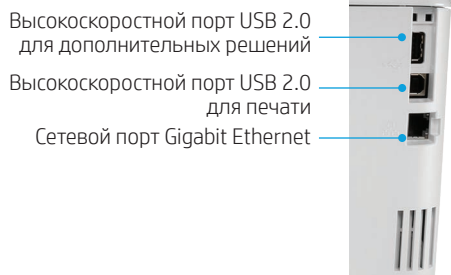 Высокоскоростной порт USB 2.0
для дополнительных решений
Высокоскоростной порт USB 2.0
для печати
Сетевой порт Gigabit Ethernet